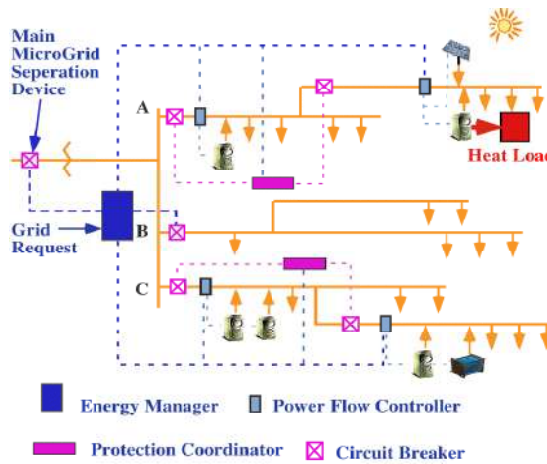 Main
MicroGrid
Seperation
Device
A
Heat Load
Grid
Request
B
C
Energy Manager
Power Flow Controller
Protection Coordinator
Circuit Breaker